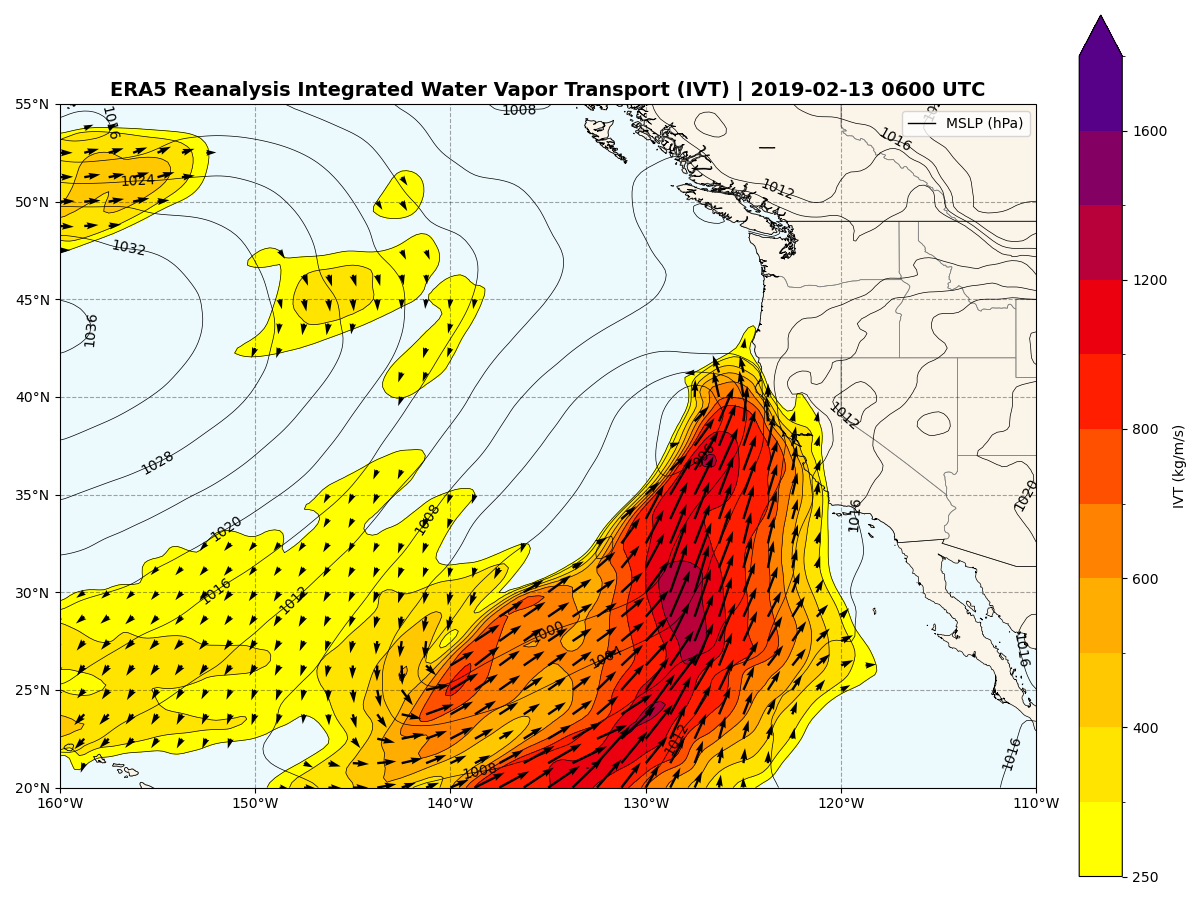 ERA5 Reanalysis Integrated Water Vapor Transport (IVT) | 2019-02-13 0600 UTC
MSLP (hPa)
55°N
50°N
45°N
40°N
35°N
30°N
25°N
20°N
160°W
150°W
140°W
130°W
120°W
110°W
1016
1008
1016
1024
1012
1032
1036
1012
1028
1020
1016
1020
1008
1016
1012
1000
1004
1016
1012
1016
1008
1600
1200
800
600
400
250
IVT (kg/m/s)